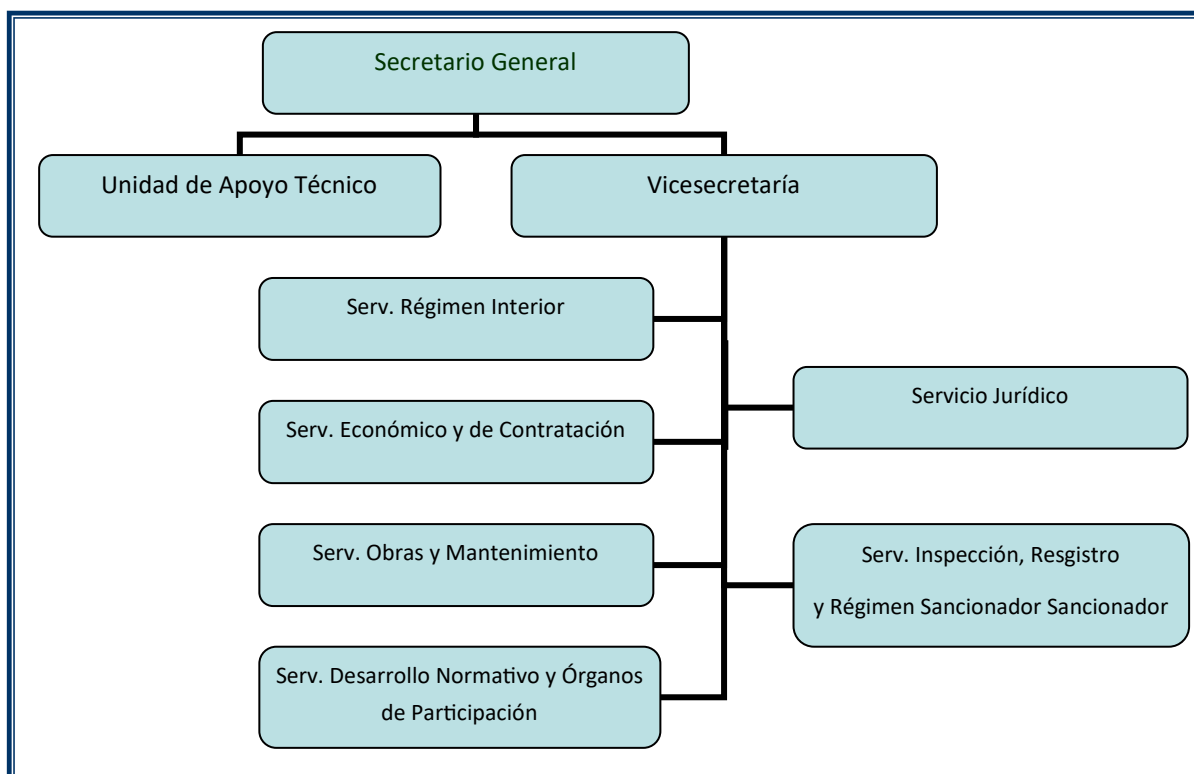 Secretario General
Unidad de Apoyo Técnico
Vicesecretaría
Serv. Régimen Interior
Servicio Jurídico
Serv. Económico y de Contratación
Serv. Obras y Mantenimiento
Serv. Inspección, Resgistro
y Régimen Sancionador Sancionador
Serv. Desarrollo Normativo y Órganos
de Participación